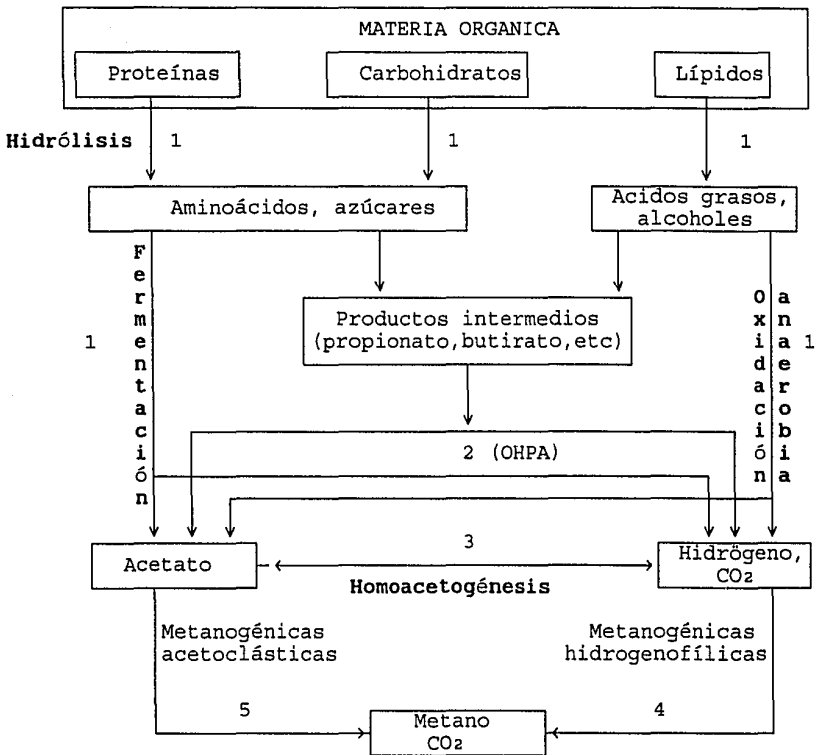 MATERIA ORGANICA
Proteínas
Carbohidratos
Lípidos
Hidrólisis 1
1
1
Aminoácidos, azúcares
Acidos grasos,
alcoholes
Fermentación
1
Productos intermedios
(propionato,butirato,etc)
Oxidación
anaerobia
1
2 (OHPA)
Acetato
3
Homoacetogénesis
Hidrögeno,
CO2
Metanogénicas
acetoclásticas
Metanogénicas
hidrogenofílicas
5
Metano
CO2
4